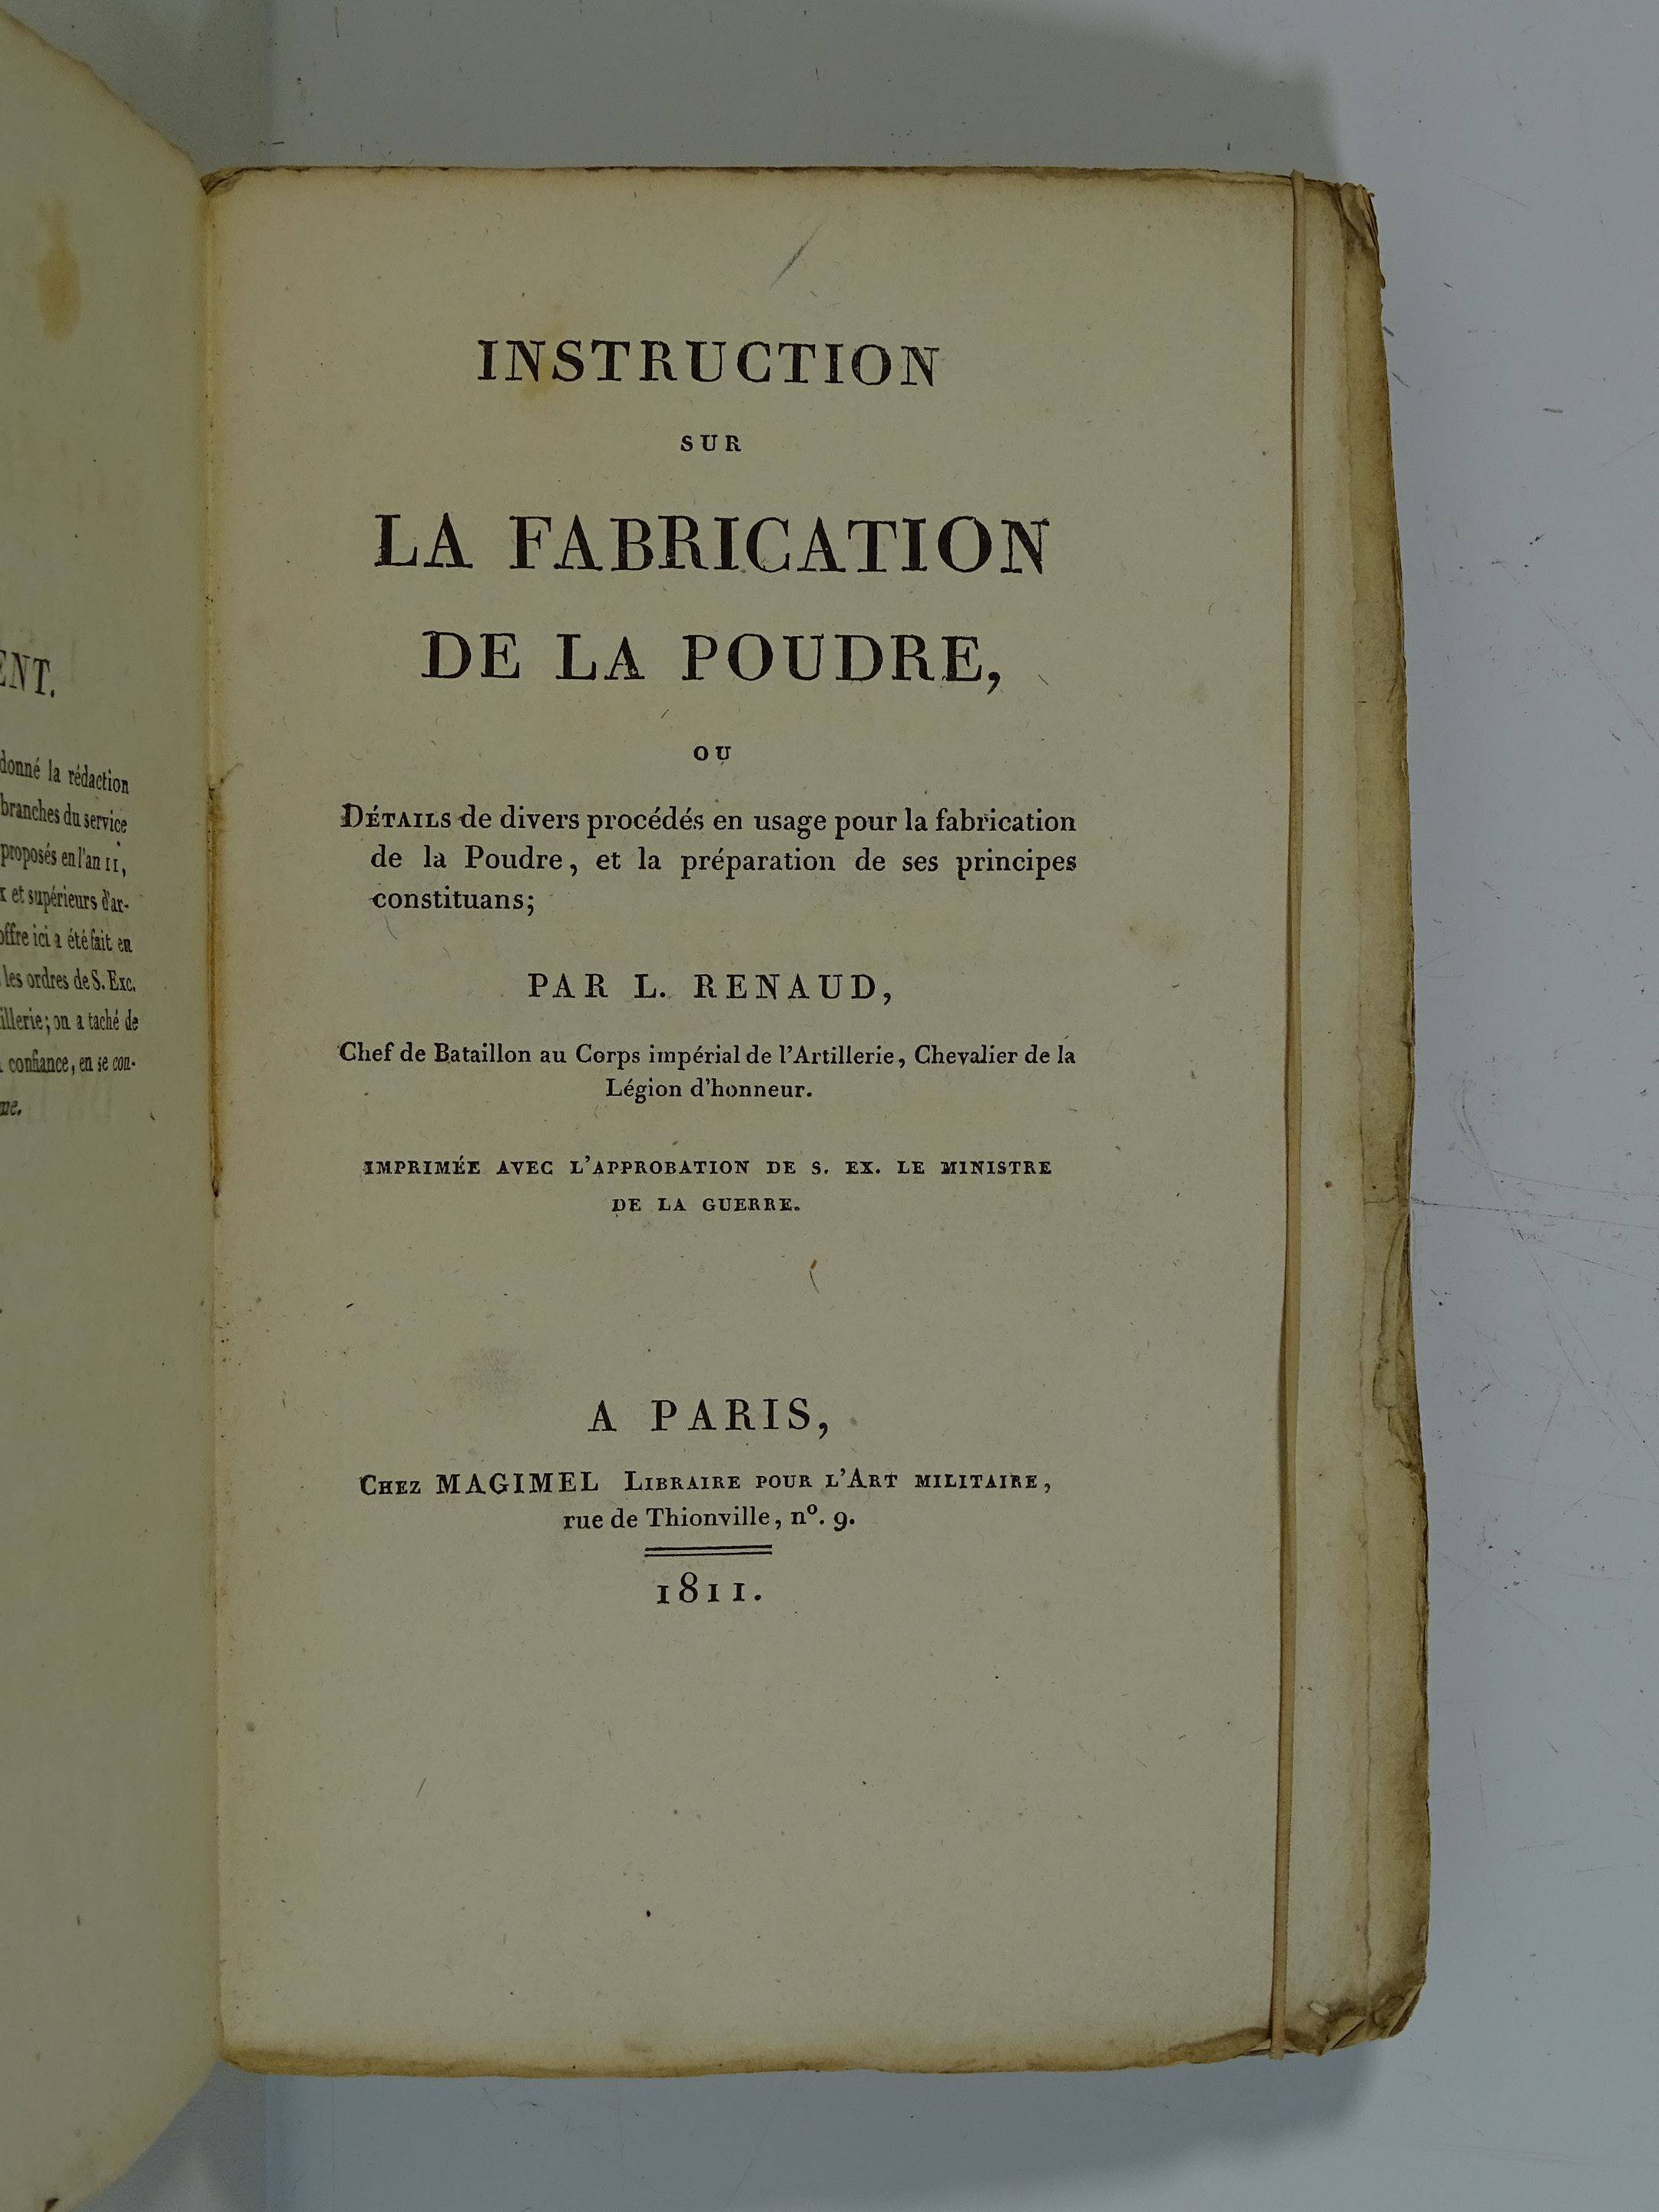 ENT.
donné la rédaction
branches du service
proposés en l'an 11,
et supérieurs d'ar-
offre ici a été fait en
les ordres de S. Exc.
illerie; on a taché de
confiance, en se con-
me.
INSTRUCTION
SUR
LA FABRICATION
DE LA POUDRE,
OU
DÉTAILS de divers procédés en usage pour la fabrication
de la Poudre, et la préparation de ses principes
constituans;
PAR L. RENAUD,
Chef de Bataillon au Corps impérial de l'Artillerie, Chevalier de la
Légion d'honneur.
IMPRIMÉE AVEC L'APPROBATION DE S. EX. LE MINISTRE
DE LA GUERRE.
A PARIS,
CHEZ MAGIMEL LIBRAIRE POUR L'ART MILITAIRE,
rue de Thionville, nº. 9.
1811.